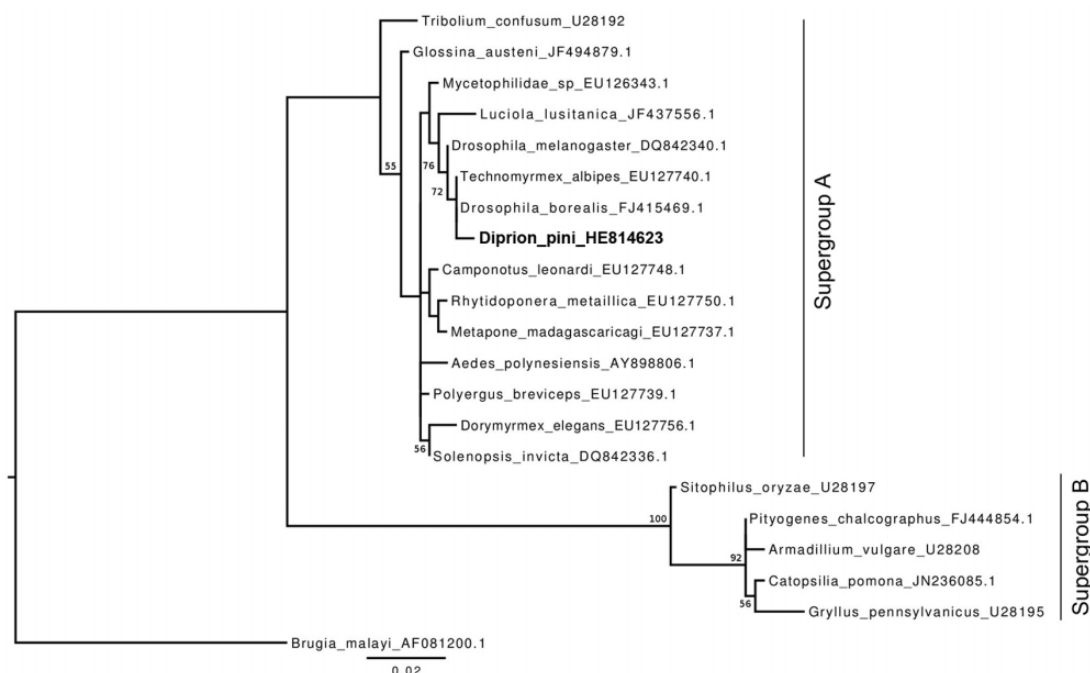 Tribolium_confusum_U28192
Glossina_austeni_JF494879.1
55
Mycetophilidae_sp_EU126343.1
Luciola_lusitanica_JF437556.1
76
Drosophila_melanogaster_DQ842340.1
72
Technomyrmex_albipes_EU127740.1
Drosophila_borealis_FJ415469.1
Diprion_pini_HE814623
Camponotus_leonardi_EU127748.1
Rhytidoponera_metaillica_EU127750.1
Metapone_madagascaricagi_EU127737.1
Aedes_polynesiensis_AY898806.1
Polyergus_breviceps_EU127739.1
Dorymyrmex_elegans_EU127756.1
56
Solenopsis_invicta_DQ842336.1
Supergroup A
100
Sitophilus_oryzae_U28197
Pityogenes_chalcographus_FJ444854.1
92
Armadillium_vulgare_U28208
Catopsilia_pomona_JN236085.1
56
Gryllus_pennsylvanicus_U28195
Supergroup B
Brugia_malayi_AF081200.1
0.02